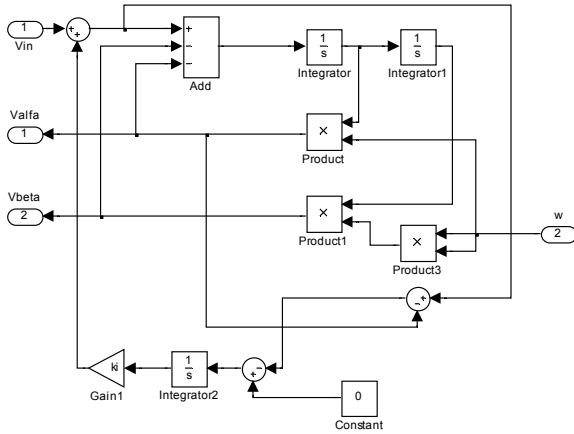 1
Vin
+
+
+
−
−
Add
1
s
Integrator
1
s
Integrator1
Valfa
1
×
Product
Vbeta
2
×
Product1
×
Product3
w
2
−
+
ki
Gain1
1
s
Integrator2
+
−
0
Constant